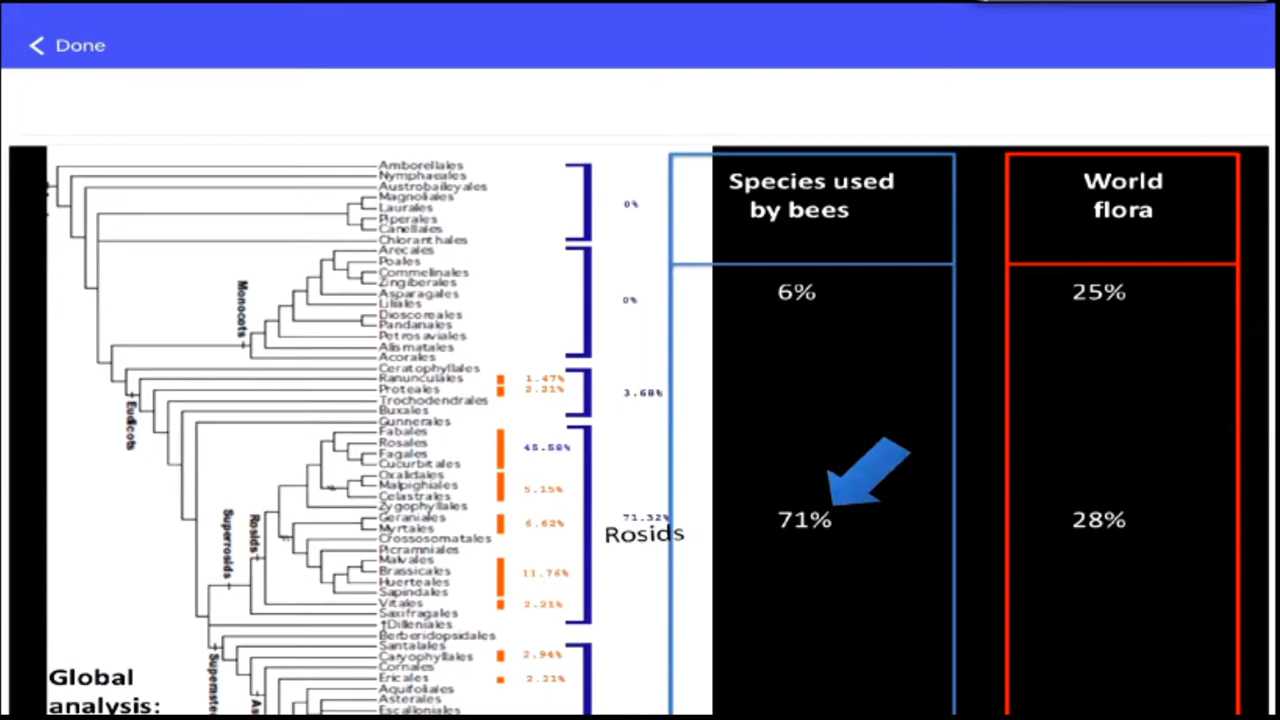 Done
Species used
by bees
World
flora
6%
25%
71%
28%
Rosids
Global
analysis:
Monocots
Eudicots
Superrosids
Rosids
Amborellales
Nymphaeales
Austrobaileyales
Magnoliales
Laurales
Piperales
Canellales
Chloranthales
Arecales
Poales
Commelinales
Zingiberales
Asparagales
Liliales
Dioscoreales
Pandanales
Petrosaviales
Alismatales
Acorales
Ceratophyllales
Ranunculales
Proteales
Trochodendrales
Buxales
Gunnerales
Fabales
Rosales
Fagales
Cucurbitales
Oxalidales
Malpighiales
Celastrales
Zygophyllales
Geraniales
Myrtales
Crossosomatales
Picramniales
Malvales
Brassicales
Huerteales
Sapindales
Vitales
Saxifragales
†Dilleniales
Berberidopsidales
Santalales
Caryophyllales
Cornales
Ericales
Aquifoliales
Asterales
Escalloniales
1.47%
2.21%
45.58%
5.15%
6.62%
11.76%
2.21%
2.94%
2.21%
0%
0%
3.68%
71.32%